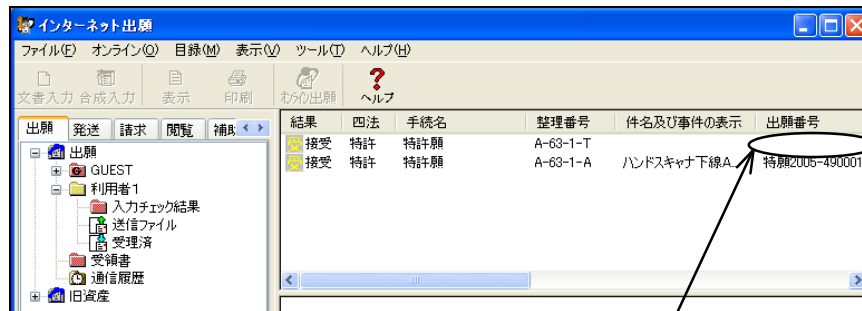 インターネット出願
ファイル(F) オンライン(O) 目録(M) 表示(V) ツール(T) ヘルプ(H)
文書入力 合成入力 表示 印刷 オンライン出願 ヘルプ
出願 発送 請求 閲覧 補助
結果 四法 手続名 整理番号 件名及び事件の表示 出願番号
接受 特許 特許願 A-63-1-T
接受 特許 特許願 A-63-1-A ハンドスキャナ下線A... 特願2005-490001
出願
GUEST
利用者1
入力チェック結果
送信ファイル
受理済
受領書
通信履歴
旧資産